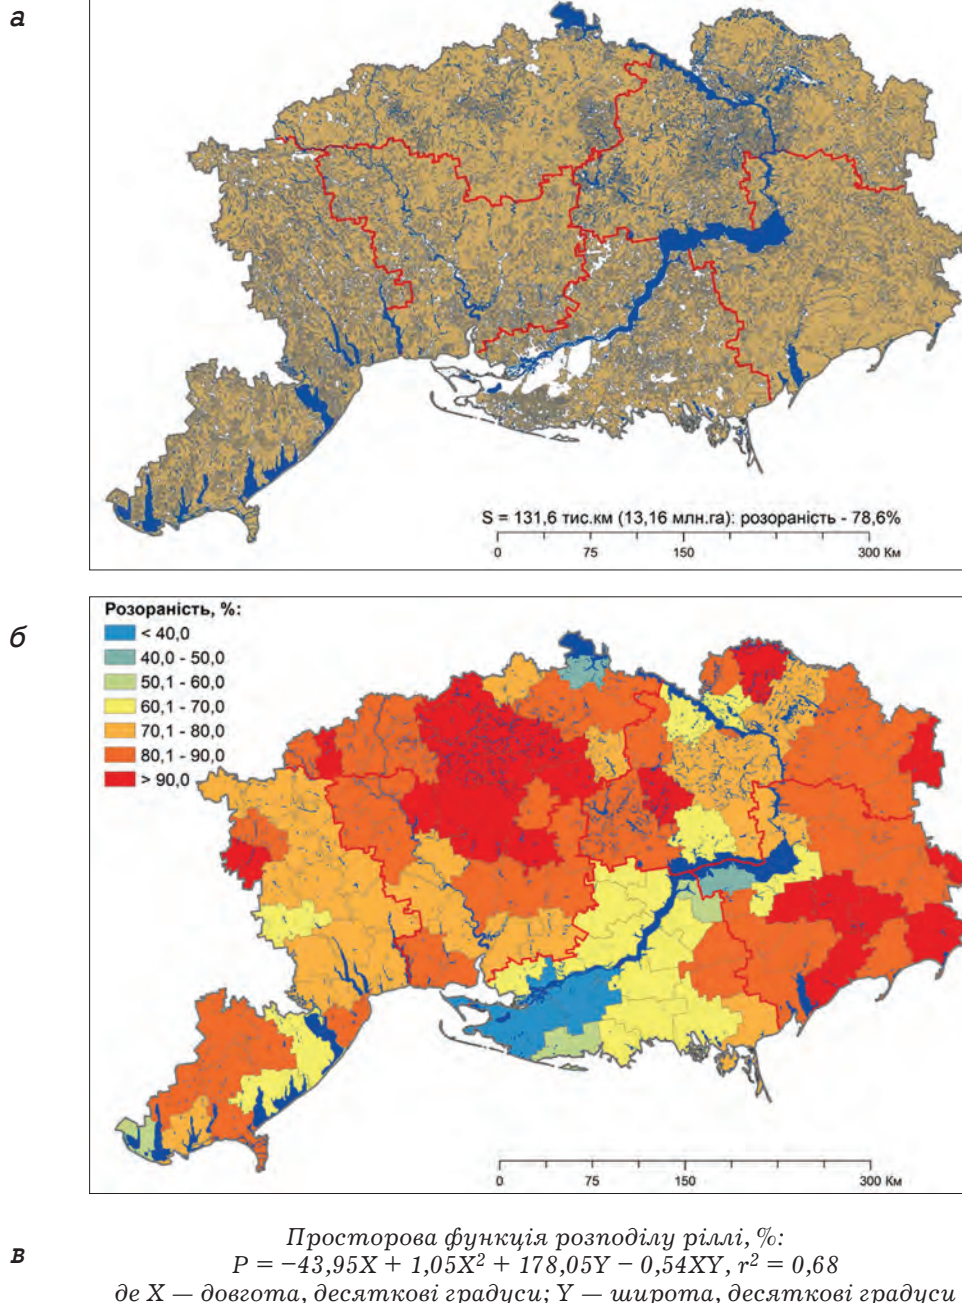 а
S = 131,6 тис.км (13,16 млн.га): розораність - 78,6%
0 75 150 300 Км
б
Розораність, %:
< 40,0
40,0 - 50,0
50,1 - 60,0
60,1 - 70,0
70,1 - 80,0
80,1 - 90,0
> 90,0
0 75 150 300 Км
в
Просторова функція розподілу ріллі, %:
P = −43,95X + 1,05X² + 178,05Y − 0,54XY, r² = 0,68
де X — довгота, десяткові градуси; Y — широта, десяткові градуси